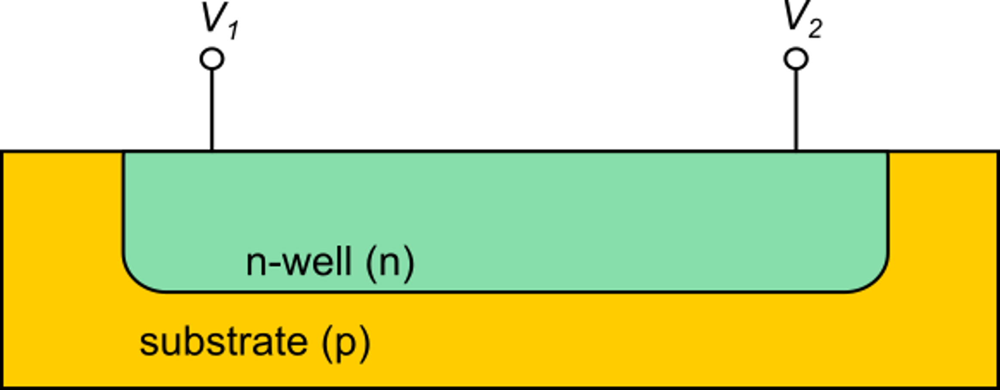 V1
V2
n-well (n)
substrate (p)